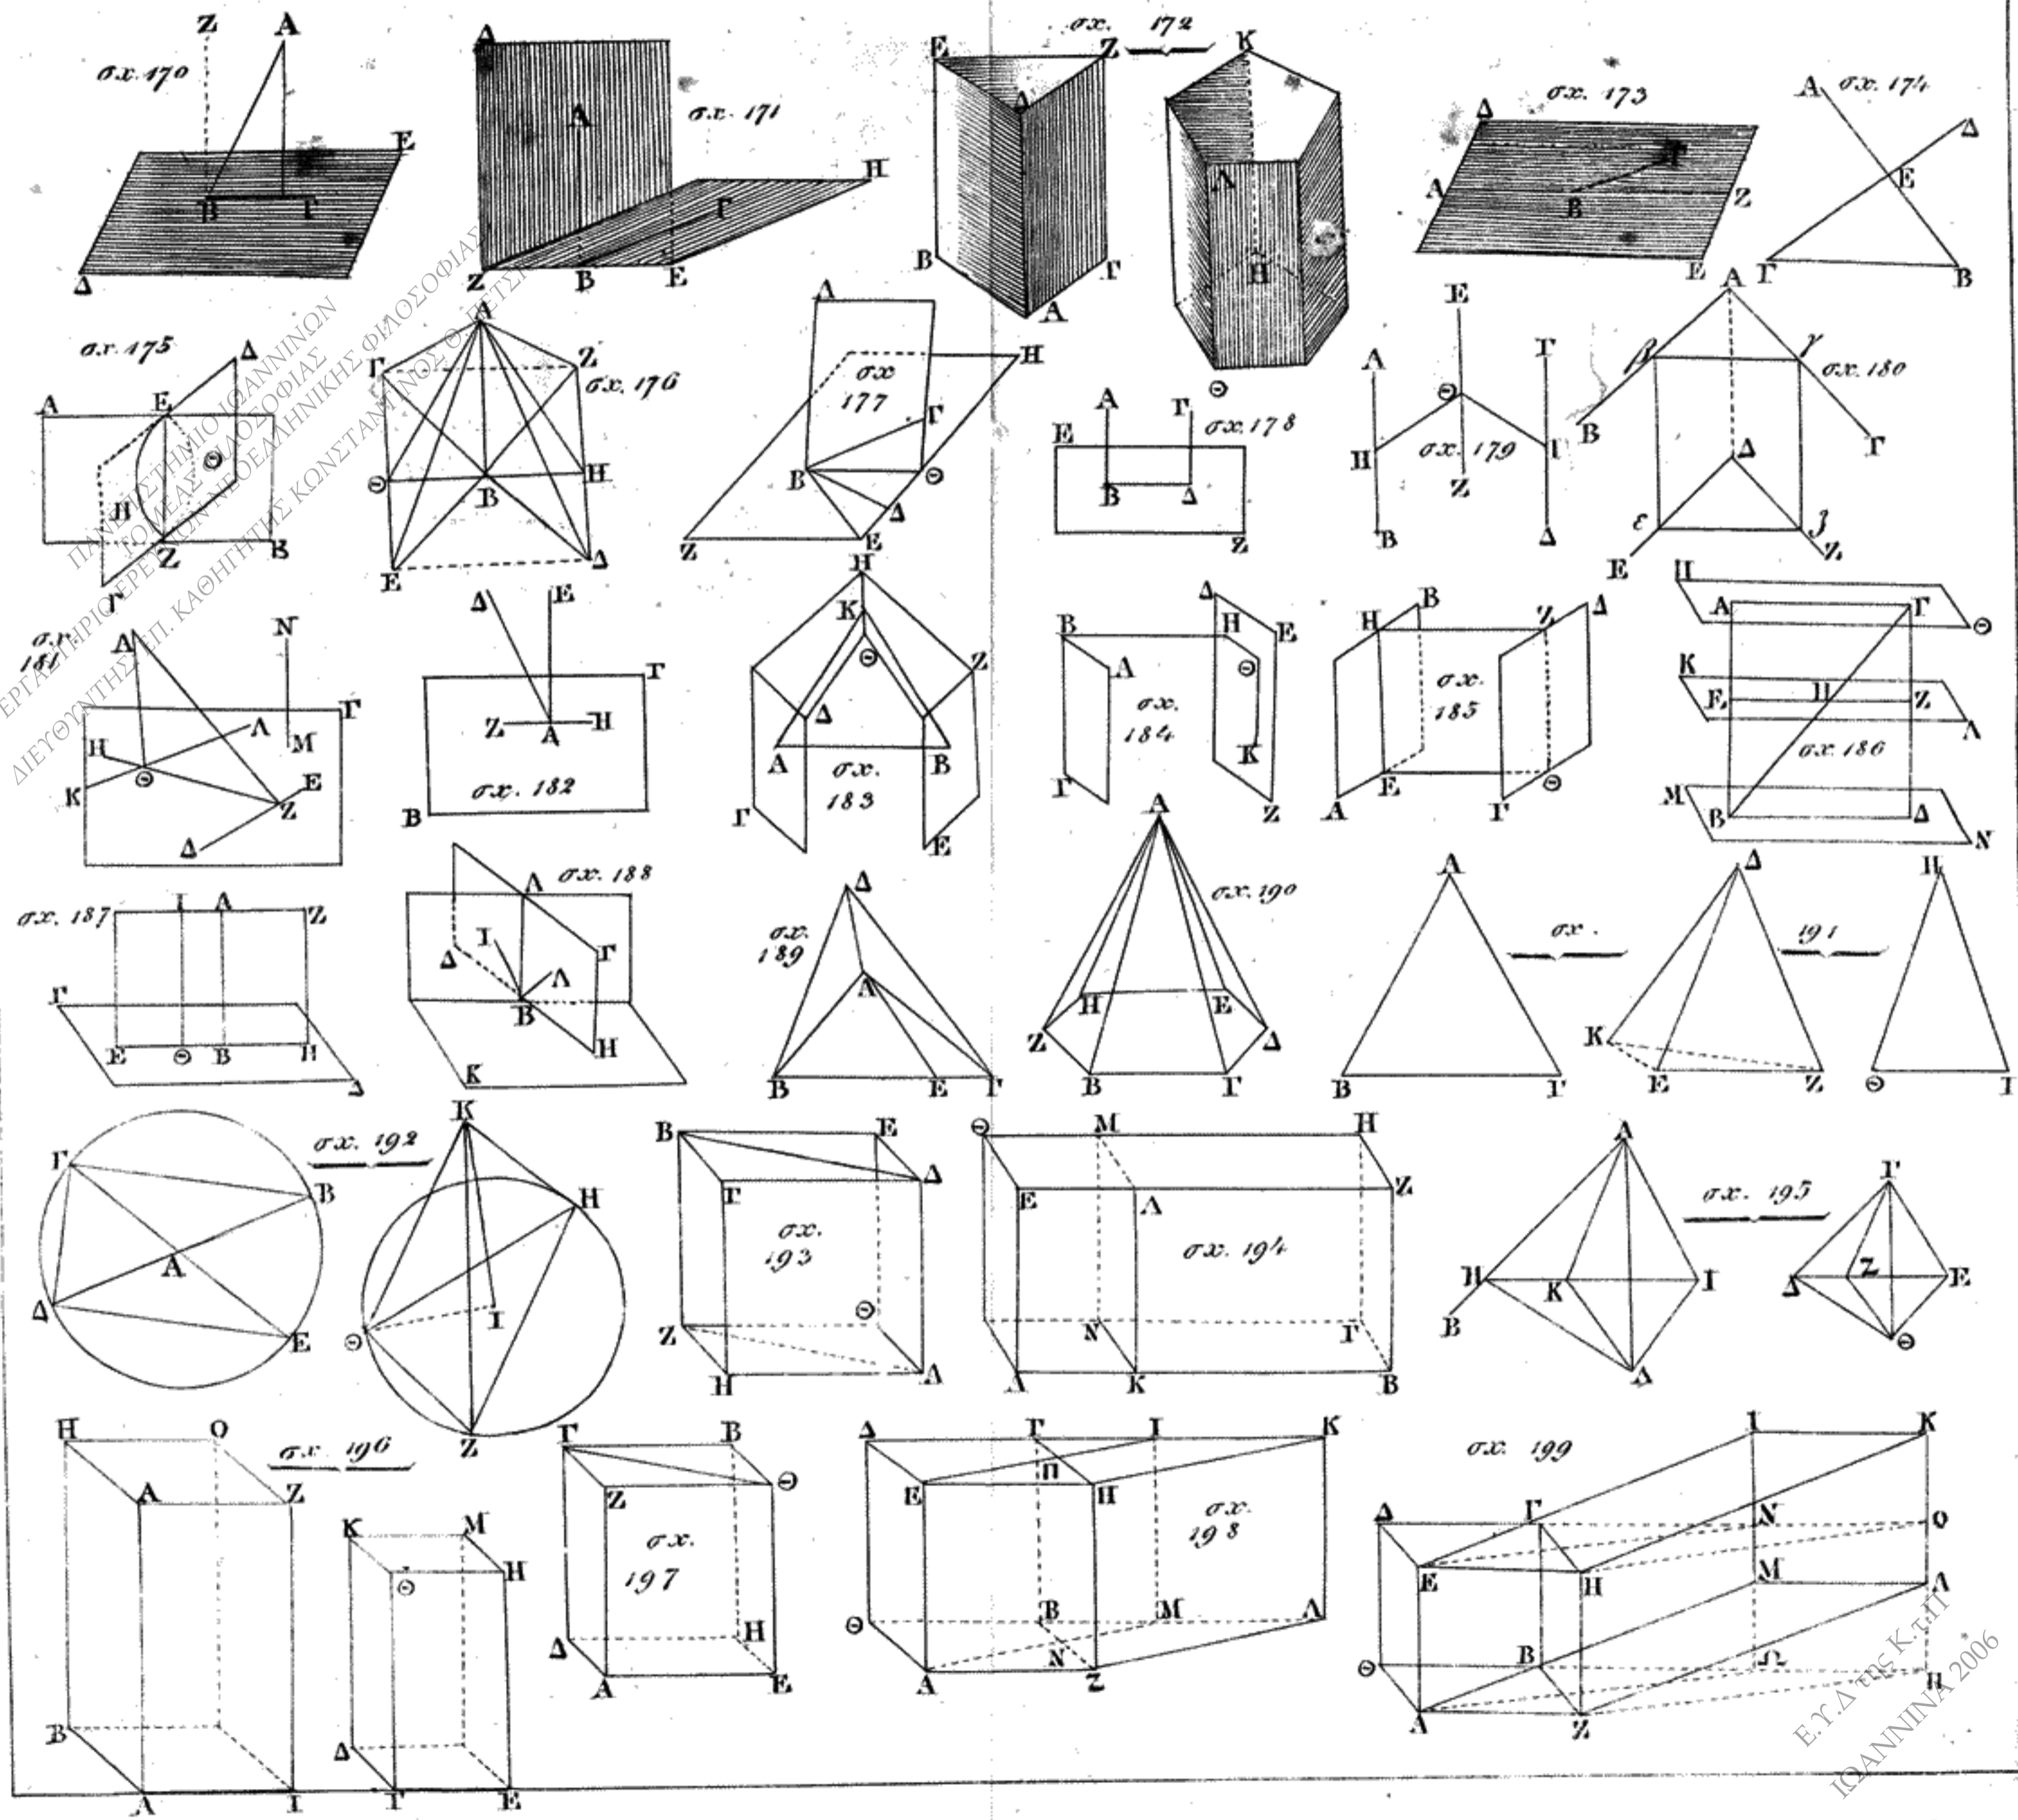 σχ. 170
Ζ Α
Β Γ
Δ Ε
σχ. 171
Δ
Α
Η
Γ
Ζ Β Ε
σχ. 172
Ε Ζ
Δ
Β Γ
Α
Κ
Λ
Η
Θ
σχ. 173
Δ
Γ
Α Β Ζ
Ε
σχ. 174
Α
Δ
Ε
Γ Β
σχ. 175
Δ
Α Ε
Θ
Η
Ζ Β
Γ
σχ. 176
Α
Γ Ζ
Θ Β Η
Ε Δ
σχ 177
Λ
Η
Γ
Β Θ
Δ
Ζ Ε
σχ. 178
Α Γ
Ε
Β Δ
Ζ
σχ. 179
Ε
Α Γ
Θ
Η Ι
Ζ
Β Δ
σχ. 180
Α
β γ
Β Γ
Δ
ε ζ
Ε Ζ
σχ. 181
Α Ν
Γ
Η Λ Μ
Θ
Κ Ε
Ζ
Δ
σχ. 182
Δ Ε
Γ
Ζ Α Η
Β
σχ. 183
Η
Κ
Θ Ζ
Δ
Α Β
Γ Ε
σχ. 184
Δ
Β Η Ε
Α Θ
Κ
Γ Ζ
σχ. 185
Β Δ
Η Ζ
Ε Θ
Α Γ
σχ. 186
Η
Α Γ
Θ
Κ
Ε Η Ζ
Λ
Μ
Β Δ
Ν
σχ. 187
Ι Α Ζ
Γ
Ε Θ Β Η
Δ
σχ. 188
Α
Ι Γ
Δ Λ
Β
Η
Κ
σχ. 189
Δ
Α
Β Ε Γ
σχ. 190
Α
Η Ε
Ζ Δ
Β Γ
σχ. 191
Α Δ Η
Κ
Β Γ Ε Ζ Θ Ι
σχ. 192
Γ Β
Α
Δ Ε
Κ
Η
Ι
Θ
Ζ
σχ. 193
Β Ε
Γ Δ
Θ
Ζ
Η Λ
σχ. 194
Θ Μ Η
Ε Λ Ζ
Ν Γ
Α Κ Β
σχ. 195
Α
Γ
Η Κ Ι
Δ Ζ Ε
Β
Δ Θ
σχ. 196
Η Ο
Α Ζ
Κ Μ
Θ Η
Β Δ
Α Ι Γ Ε
σχ. 197
Γ Β
Ζ Θ
Δ Η
Α Ε
σχ. 198
Δ Γ Ι Κ
Π
Ε Η
Θ Β Μ Λ
Ν
Α Ζ
σχ. 199
Ι Κ
Δ Γ Ν Ο
Ε Η Μ Λ
Θ Β Ω Π
Α Ζ
ΠΑΝΕΠΙΣΤΗΜΙΟ ΙΩΑΝΝΙΝΩΝ
ΤΟΜΕΑΣ ΦΙΛΟΣΟΦΙΑΣ
ΕΡΓΑΣΤΗΡΙΟ ΕΡΕΥΝΩΝ ΝΕΟΕΛΛΗΝΙΚΗΣ ΦΙΛΟΣΟΦΙΑΣ
ΔΙΕΥΘΥΝΤΗΣ: ΕΠ. ΚΑΘΗΓΗΤΗΣ ΚΩΝΣΤΑΝΤΙΝΟΣ Θ. ΠΕΤΣΙΟΣ
Ε.Υ.Δ της Κ.τ.Π
ΙΩΑΝΝΙΝΑ 2006